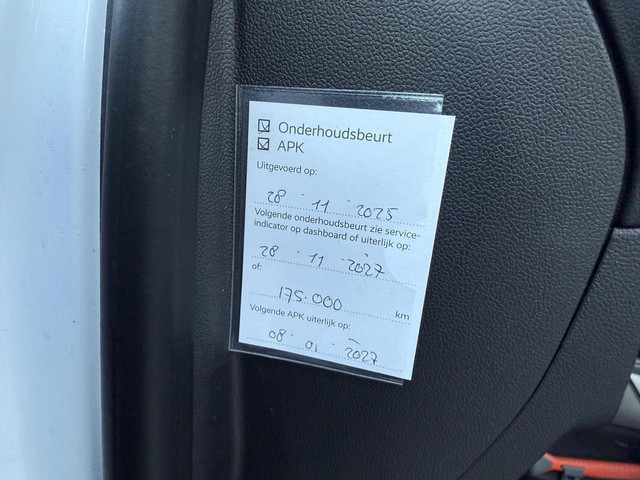 Onderhoudsbeurt
APK
Uitgevoerd op:
28 · 11 · 2025
Volgende onderhoudsbeurt zie service-
indicator op dashboard of uiterlijk op:
28 · 11 · 2027
of:
175.000 km
Volgende APK uiterlijk op:
08 · 01 · 2027